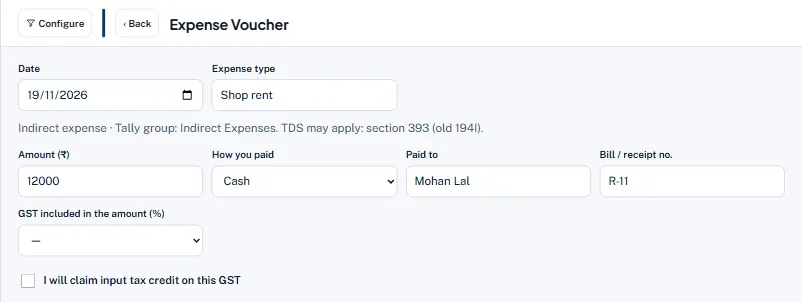 Configure
‹ Back
Expense Voucher
Date
Expense type
19/11/2026
Shop rent
Indirect expense · Tally group: Indirect Expenses. TDS may apply: section 393 (old 194I).
Amount (₹)
How you paid
Paid to
Bill / receipt no.
12000
Cash
Mohan Lal
R-11
GST included in the amount (%)
—
I will claim input tax credit on this GST